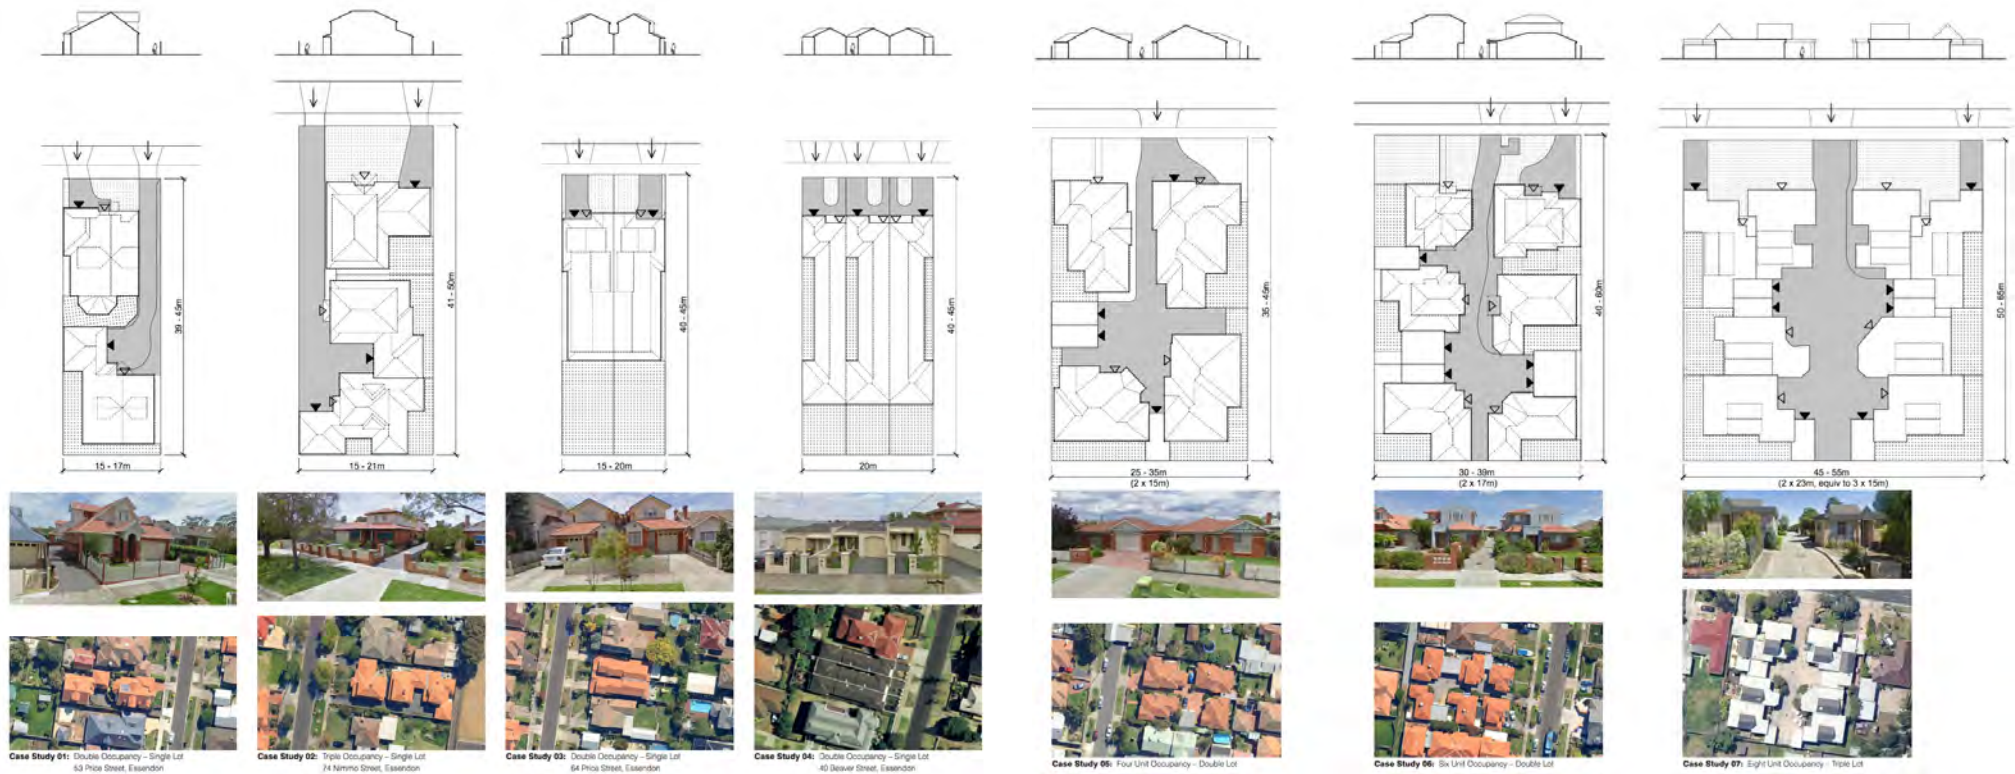 39 - 45m
15 - 17m
41 - 50m
15 - 21m
40 - 45m
15 - 20m
40 - 45m
20m
35 - 45m
25 - 35m
(2 x 15m)
40 - 60m
30 - 39m
(2 x 17m)
50 - 65m
45 - 55m
(2 x 23m, equiv to 3 x 15m)
Case Study 01: Double Occupancy – Single Lot
53 Price Street, Essendon
Case Study 02: Triple Occupancy – Single Lot
74 Nimmo Street, Essendon
Case Study 03: Double Occupancy – Single Lot
64 Price Street, Essendon
Case Study 04: Double Occupancy – Single Lot
40 Beaver Street, Essendon
Case Study 05: Four Unit Occupancy – Double Lot
Case Study 06: Six Unit Occupancy – Double Lot
Case Study 07: Eight Unit Occupancy – Triple Lot